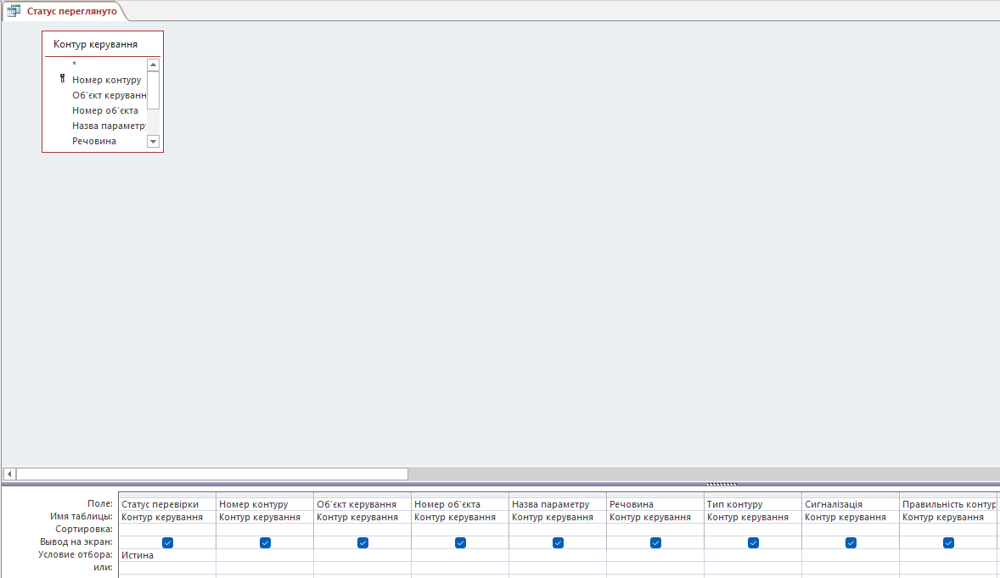 Статус переглянуто
Контур керування
*
Номер контуру
Об'єкт керуванн
Номер об'єкта
Назва параметру
Речовина
Поле: Статус перевірки Номер контуру Об'єкт керування Номер об'єкта Назва параметру Речовина Тип контуру Сигналізація Правильність контур
Имя таблицы: Контур керування Контур керування Контур керування Контур керування Контур керування Контур керування Контур керування Контур керування Контур керування
Сортировка:
Вывод на экран:
Условие отбора: Истина
или: